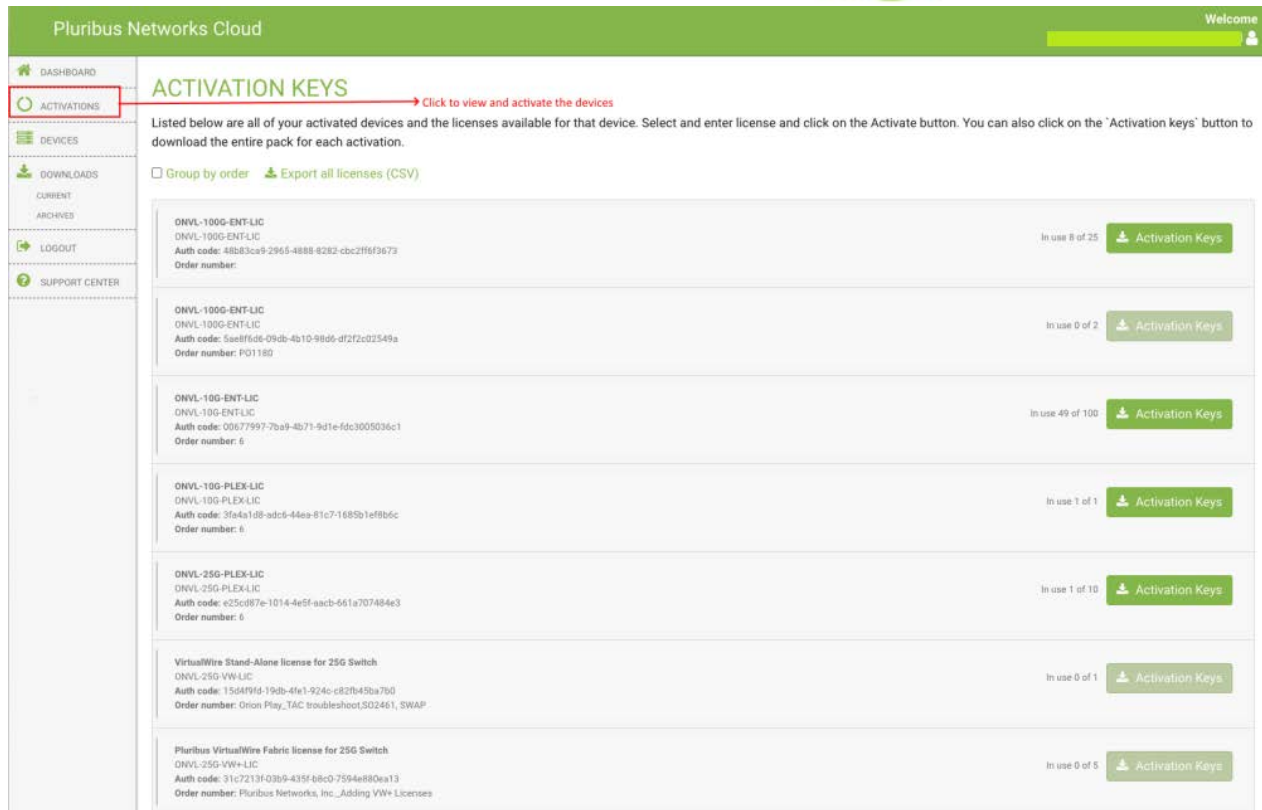 Pluribus Networks Cloud
Welcome
DASHBOARD
ACTIVATIONS
DEVICES
DOWNLOADS
CURRENT
ARCHIVES
LOGOUT
SUPPORT CENTER
ACTIVATION KEYS
Click to view and activate the devices
Listed below are all of your activated devices and the licenses available for that device. Select and enter license and click on the Activate button. You can also click on the `Activation keys` button to
download the entire pack for each activation.
Group by order Export all licenses (CSV)
ONVL-100G-ENT-LIC
ONVL-100G-ENT-LIC
Auth code: 48b83ca9-2965-4888-8282-cbc2ff6f3673
Order number:
In use 8 of 25 Activation Keys
ONVL-100G-ENT-LIC
ONVL-100G-ENT-LIC
Auth code: 5ae8f6d6-09db-4b10-98d6-df2f2c02549a
Order number: PO1180
In use 0 of 2 Activation Keys
ONVL-10G-ENT-LIC
ONVL-10G-ENT-LIC
Auth code: 00677997-7ba9-4b71-9d1e-fdc3005036c1
Order number: 6
In use 49 of 100 Activation Keys
ONVL-10G-PLEX-LIC
ONVL-10G-PLEX-LIC
Auth code: 3fa4a1d8-adc6-44ea-81c7-1685b1ef8b6c
Order number: 6
In use 1 of 1 Activation Keys
ONVL-25G-PLEX-LIC
ONVL-25G-PLEX-LIC
Auth code: e25cd87e-1014-4e5f-aacb-661a707484e3
Order number: 6
In use 1 of 10 Activation Keys
VirtualWire Stand-Alone license for 25G Switch
ONVL-25G-VW-LIC
Auth code: 15d4f9fd-19db-4fe1-924c-c82fb45ba7b0
Order number: Orion Play_TAC troubleshoot,SO2461, SWAP
In use 0 of 1 Activation Keys
Pluribus VirtualWire Fabric license for 25G Switch
ONVL-25G-VW+-LIC
Auth code: 31c7213f-03b9-435f-b8c0-7594e880ea13
Order number: Pluribus Networks, Inc._Adding VW+ Licenses
In use 0 of 5 Activation Keys